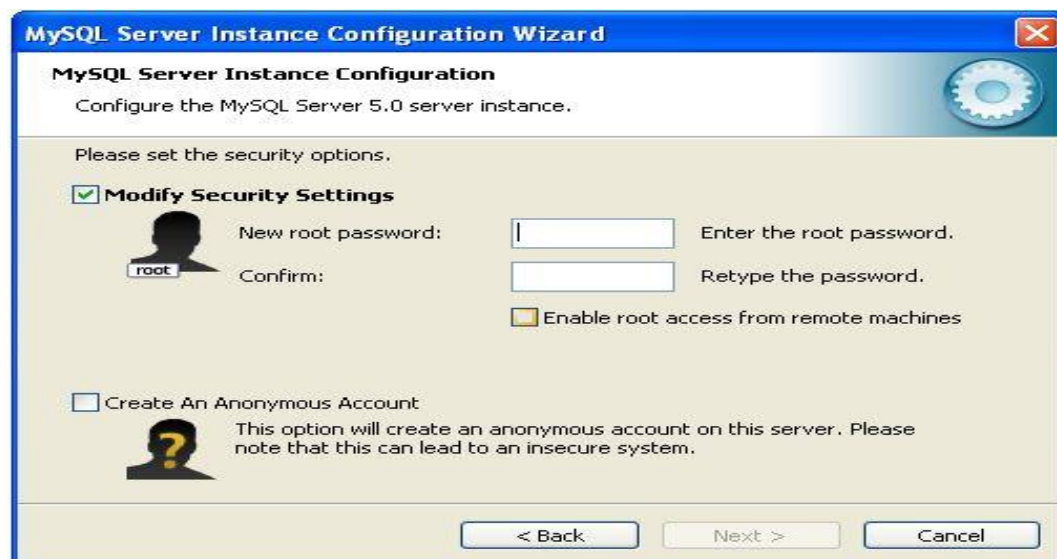 MySQL Server Instance Configuration Wizard
MySQL Server Instance Configuration
Configure the MySQL Server 5.0 server instance.
Please set the security options.
Modify Security Settings
New root password:
Enter the root password.
root
Confirm:
Retype the password.
Enable root access from remote machines
Create An Anonymous Account
This option will create an anonymous account on this server. Please
note that this can lead to an insecure system.
< Back
Next >
Cancel